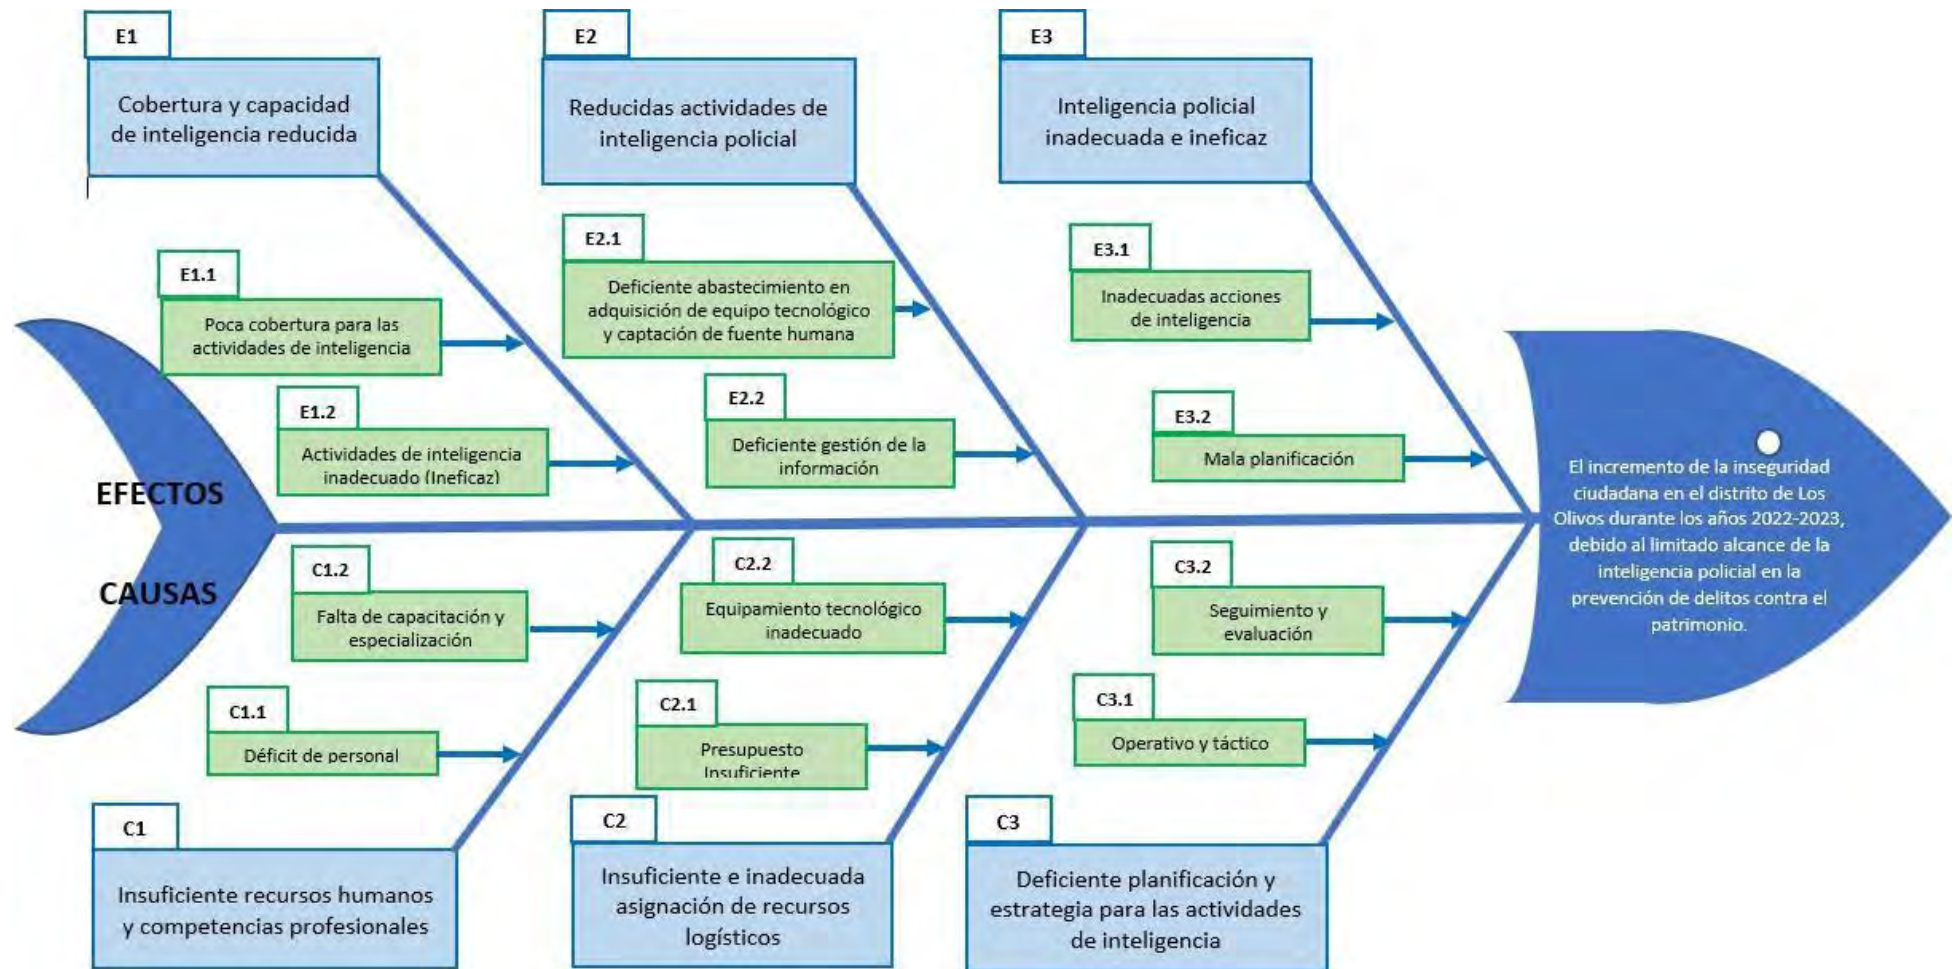 E1
Cobertura y capacidad
de inteligencia reducida
E2
Reducidas actividades de
inteligencia policial
E3
Inteligencia policial
inadecuada e ineficaz
E1.1
Poca cobertura para las
actividades de inteligencia
E1.2
Actividades de inteligencia
inadecuado (Ineficaz)
E2.1
Deficiente abastecimiento en
adquisición de equipo tecnológico
y captación de fuente humana
E2.2
Deficiente gestión de la
información
E3.1
Inadecuadas acciones
de inteligencia
E3.2
Mala planificación
EFECTOS
CAUSAS
El incremento de la inseguridad
ciudadana en el distrito de Los
Olivos durante los años 2022-2023,
debido al limitado alcance de la
inteligencia policial en la
prevención de delitos contra el
patrimonio.
C1.2
Falta de capacitación y
especialización
C1.1
Déficit de personal
C2.2
Equipamiento tecnológico
inadecuado
C2.1
Presupuesto
Insuficiente
C3.2
Seguimiento y
evaluación
C3.1
Operativo y táctico
C1
Insuficiente recursos humanos
y competencias profesionales
C2
Insuficiente e inadecuada
asignación de recursos
logísticos
C3
Deficiente planificación y
estrategia para las actividades
de inteligencia